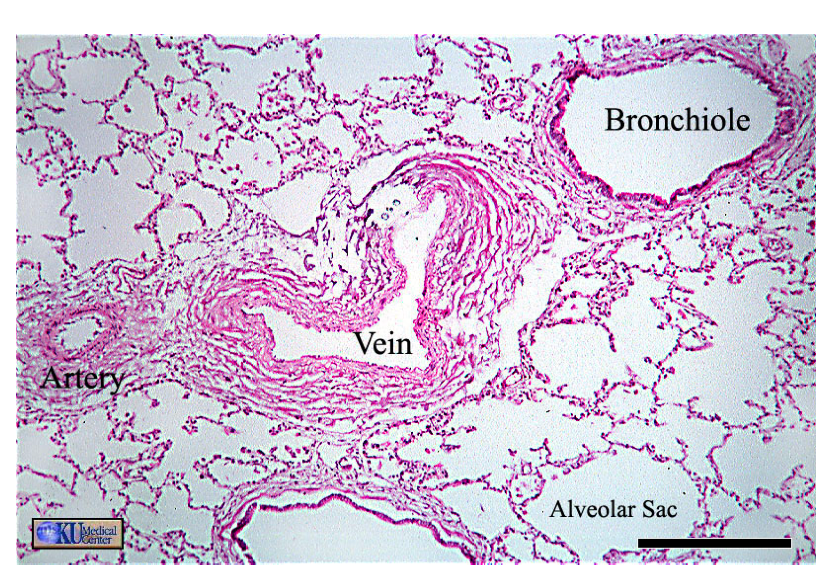 Bronchiole
Vein
Artery
Alveolar Sac
KU Medical
Center